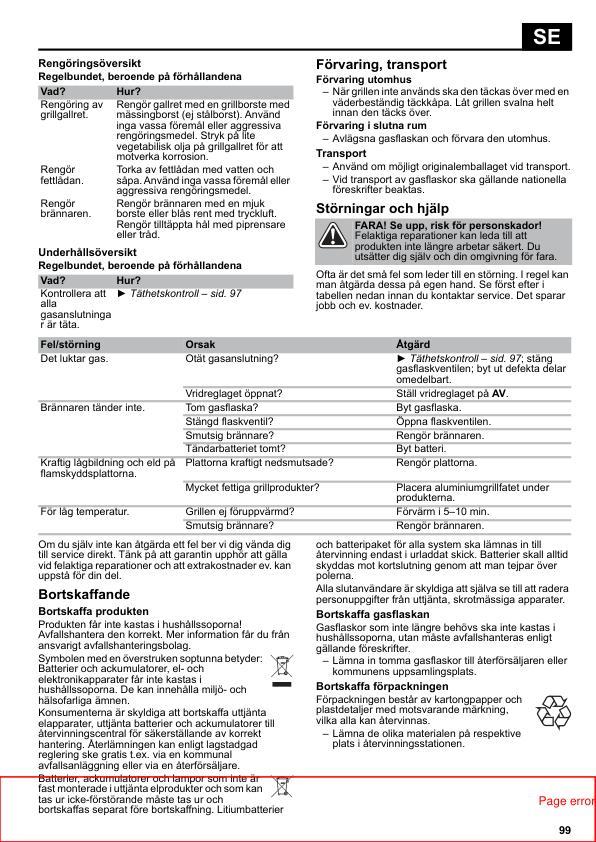 SE
Rengöringsöversikt
Regelbundet, beroende på förhållandena
Vad? Hur?
Rengöring av grillgallret. Rengör gallret med en grillborste med
mässingborst (ej stålborst). Använd
inga vassa föremål eller aggressiva
rengöringsmedel. Stryk på lite
vegetabilisk olja på grillgallret för att
motverka korrosion.
Rengör fettlådan. Torka av fettlådan med vatten och
såpa. Använd inga vassa föremål eller
aggressiva rengöringsmedel.
Rengör brännaren. Rengör brännaren med en mjuk
borste eller blås rent med tryckluft.
Rengör tilltäppta hål med piprensare
eller tråd.
Underhållsöversikt
Regelbundet, beroende på förhållandena
Vad? Hur?
Kontrollera att ► Täthetskontroll – sid. 97
alla
gasanslutninga
r är täta.
Förvaring, transport
Förvaring utomhus
– När grillen inte används ska den täckas över med en
väderbeständig täckkåpa. Låt grillen svalna helt
innan den täcks över.
Förvaring i slutna rum
– Avlägsna gasflaskan och förvara den utomhus.
Transport
– Använd om möjligt originalemballaget vid transport.
– Vid transport av gasflaskor ska gällande nationella
föreskrifter beaktas.
Störningar och hjälp
FARA! Se upp, risk för personskador!
Felaktiga reparationer kan leda till att
produkten inte längre arbetar säkert. Du
utsätter dig själv och din omgivning för fara.
Ofta är det små fel som leder till en störning. I regel kan
man åtgärda dessa på egen hand. Se först efter i
tabellen nedan innan du kontaktar service. Det sparar
jobb och ev. kostnader.
Fel/störning Orsak Åtgärd
Det luktar gas. Otät gasanslutning? ► Täthetskontroll – sid. 97; stäng
gasflaskventilen; byt ut defekta delar
omedelbart.
Vridreglaget öppnat? Ställ vridreglaget på AV.
Brännaren tänder inte. Tom gasflaska? Byt gasflaska.
Stängd flaskventil? Öppna flaskventilen.
Smutsig brännare? Rengör brännaren.
Tändarbatteriet tomt? Byt batteri.
Kraftig lågbildning och eld på Plattorna kraftigt nedsmutsade? Rengör plattorna.
flamskyddsplattorna.
Mycket fettiga grillprodukter? Placera aluminiumgrillfatet under
produkterna.
För låg temperatur. Grillen ej föruppvärmd? Förvärm i 5–10 min.
Smutsig brännare? Rengör brännaren.
Om du själv inte kan åtgärda ett fel ber vi dig vända dig
till service direkt. Tänk på att garantin upphör att gälla
vid felaktiga reparationer och att extrakostnader ev. kan
uppstå för din del.
Bortskaffande
Bortskaffa produkten
Produkten får inte kastas i hushållssoporna!
Avfallshantera den korrekt. Mer information får du från
ansvarigt avfallshanteringsbolag.
Symbolen med en överstruken soptunna betyder:
Batterier och ackumulatorer, el- och
elektronikapparater får inte kastas i
hushållssoporna. De kan innehålla miljö- och
hälsofarliga ämnen.
Konsumenterna är skyldiga att bortskaffa uttjänta
elapparater, uttjänta batterier och ackumulatorer till
återvinningscentral för säkerställande av korrekt
hantering. Återlämningen kan enligt lagstadgad
reglering ske gratis t.ex. via en kommunal
avfallsanläggning eller via en återförsäljare.
Batterier, ackumulatorer och lampor som inte är
fast monterade i uttjänta elprodukter och som kan
tas ur icke-förstörande måste tas ur och
bortskaffas separat före bortskaffning. Litiumbatterier
och batteripaket för alla system ska lämnas in till
återvinning endast i urladdat skick. Batterier skall alltid
skyddas mot kortslutning genom att man tejpar över
polerna.
Alla slutanvändare är skyldiga att själva se till att radera
personuppgifter från uttjänta, skrotmässiga apparater.
Bortskaffa gasflaskan
Gasflaskor som inte längre behövs ska inte kastas i
hushållssoporna, utan måste avfallshanteras enligt
gällande föreskrifter.
– Lämna in tomma gasflaskor till återförsäljaren eller
kommunens uppsamlingsplats.
Bortskaffa förpackningen
Förpackningen består av kartongpapper och
plastdetaljer med motsvarande märkning,
vilka alla kan återvinnas.
– Lämna de olika materialen på respektive
plats i återvinningsstationen.
Page error
99